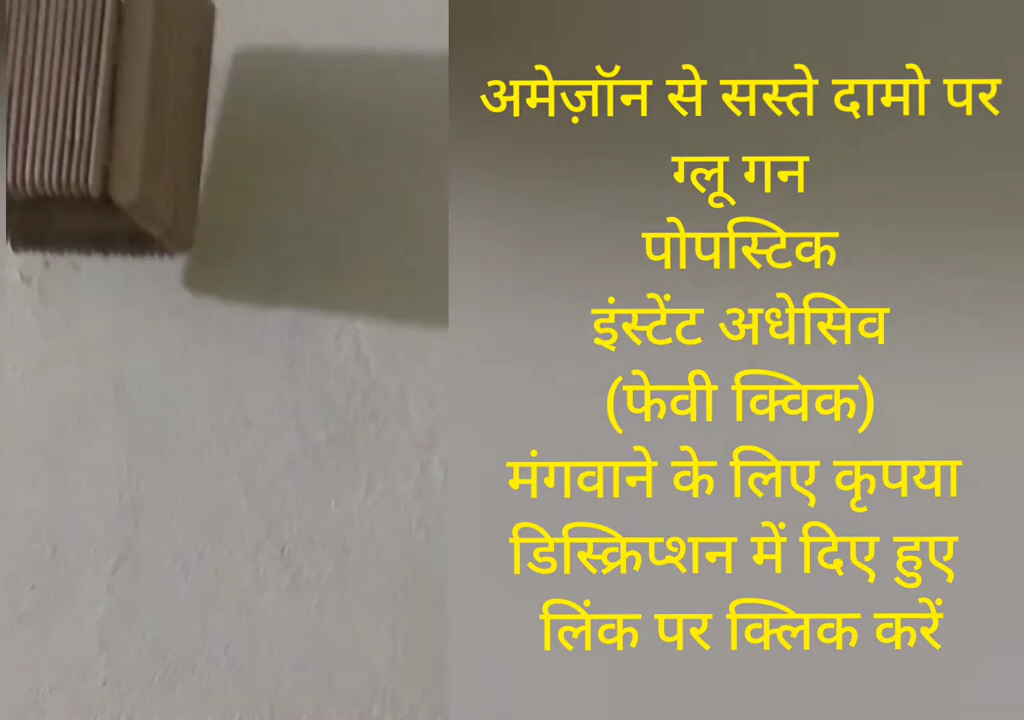 अमेज़ॉन से सस्ते दामो पर
ग्लू गन
पोपस्टिक
इंस्टेंट अधेसिव
(फेवी क्विक)
मंगवाने के लिए कृपया
डिस्क्रिप्शन में दिए हुए
लिंक पर क्लिक करें